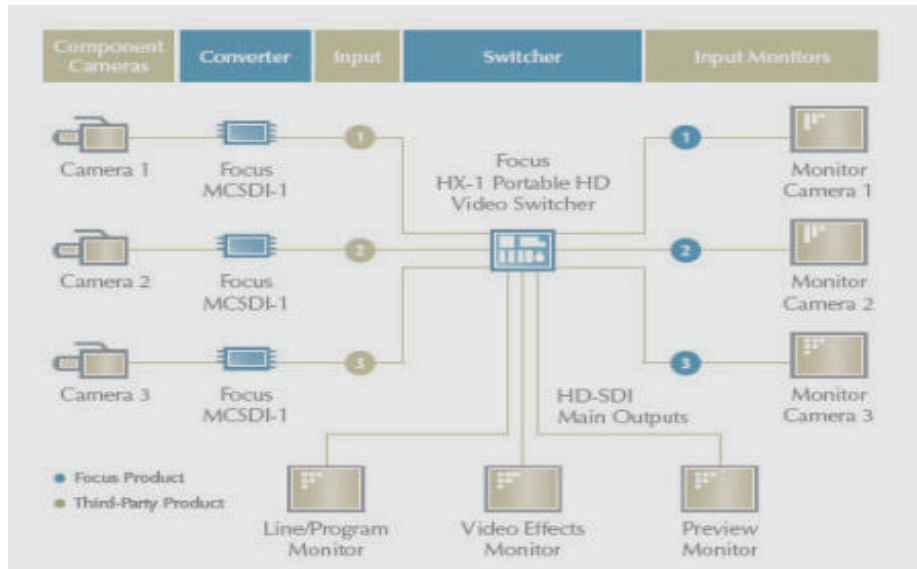 Component
Cameras
Converter
Input
Switcher
Input Monitors
Camera 1
Focus
MCSDI-1
1
Focus
HX-1 Portable HD
Video Switcher
1
Monitor
Camera 1
Camera 2
Focus
MCSDI-1
2
2
Monitor
Camera 2
Camera 3
Focus
MCSDI-1
3
HD-SDI
Main Outputs
3
Monitor
Camera 3
Focus Product
Third-Party Product
Line/Program
Monitor
Video Effects
Monitor
Preview
Monitor